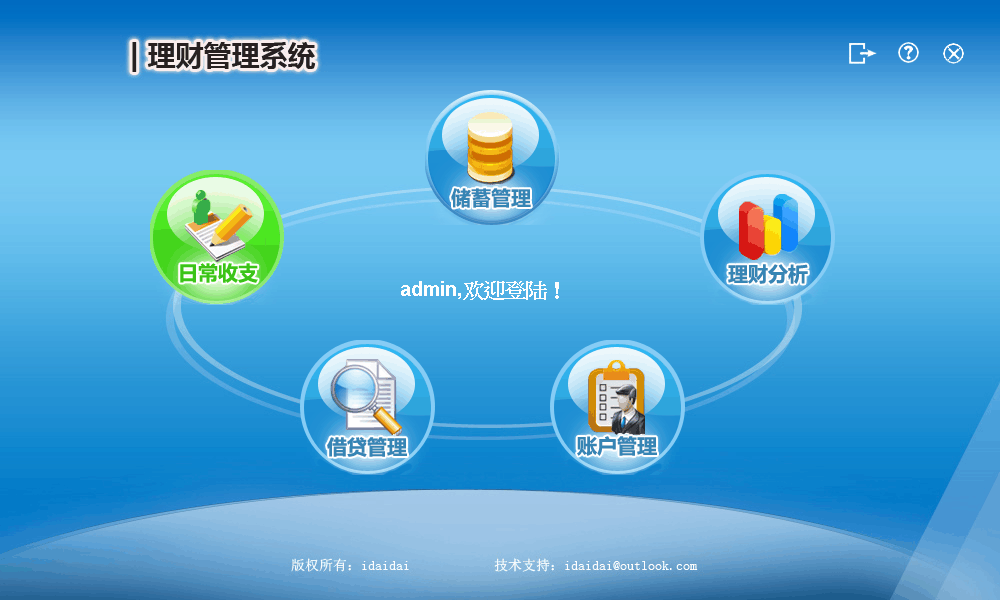 理财管理系统
储蓄管理
日常收支
理财分析
admin,欢迎登陆！
借贷管理
账户管理
版权所有：idaidai 技术支持：idaidai@outlook.com